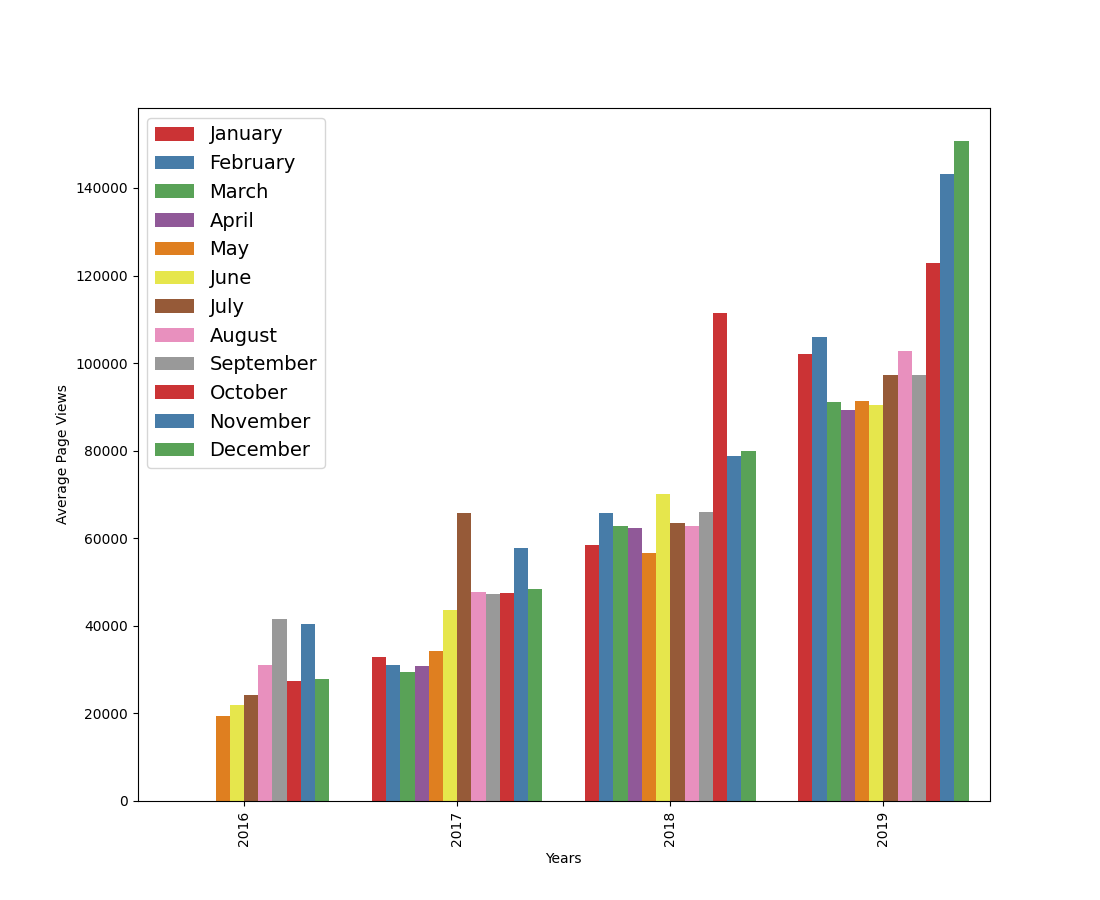 January
February
March
April
May
June
July
August
September
October
November
December
140000
120000
100000
80000
60000
40000
20000
0
Average Page Views
2016
2017
2018
2019
Years